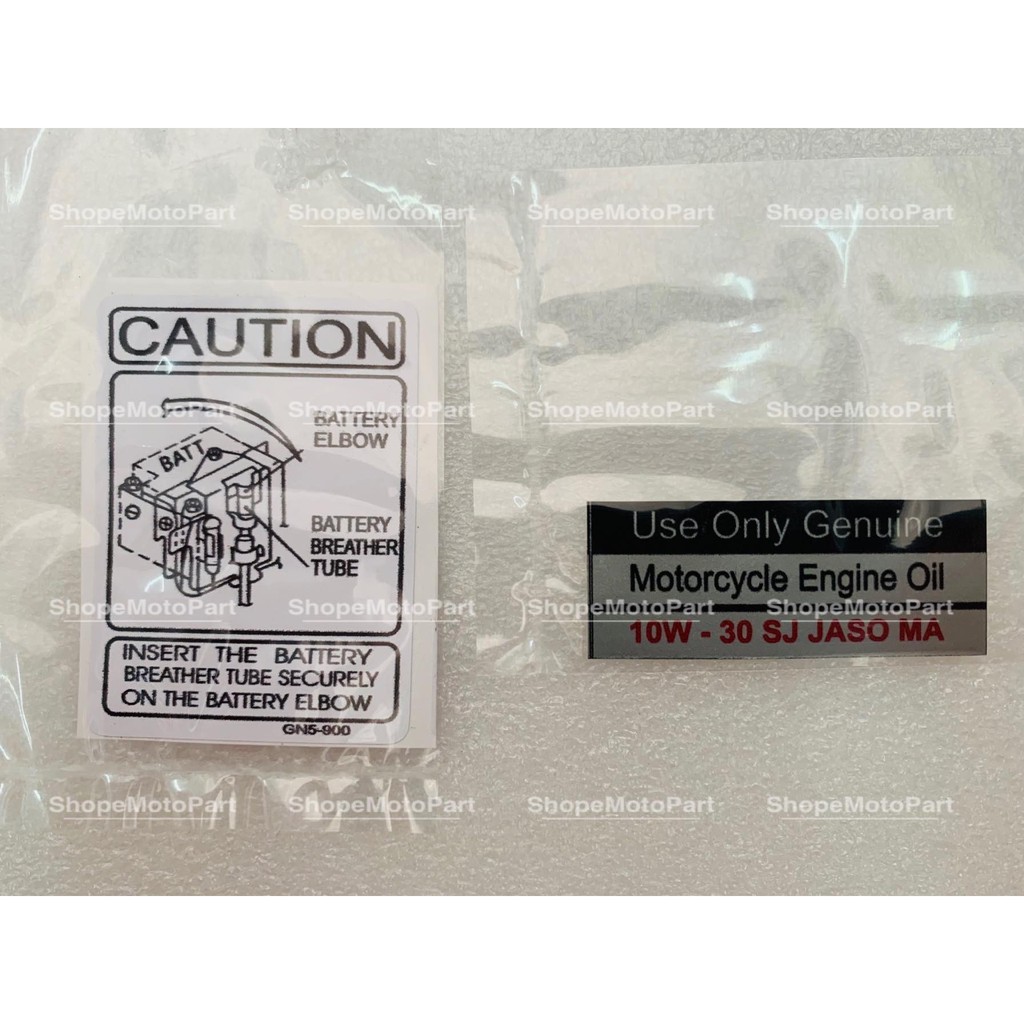 ShopeMotoPart ShopeMotoPart ShopeMotoPart ShopeMotoPart
CAUTION
ShopeMotoPart ShopeMotoPart ShopeMotoPart ShopeMotoPart
BATTERY
ELBOW
BATT
BATTERY
BREATHER
TUBE
ShopeMotoPart ShopeMotoPart ShopeMotoPart ShopeMotoPart
INSERT THE BATTERY
BREATHER TUBE SECURELY
ON THE BATTERY ELBOW
GN5-900
Use Only Genuine
Motorcycle Engine Oil
10W - 30 SJ JASO MA
ShopeMotoPart ShopeMotoPart ShopeMotoPart ShopeMotoPart